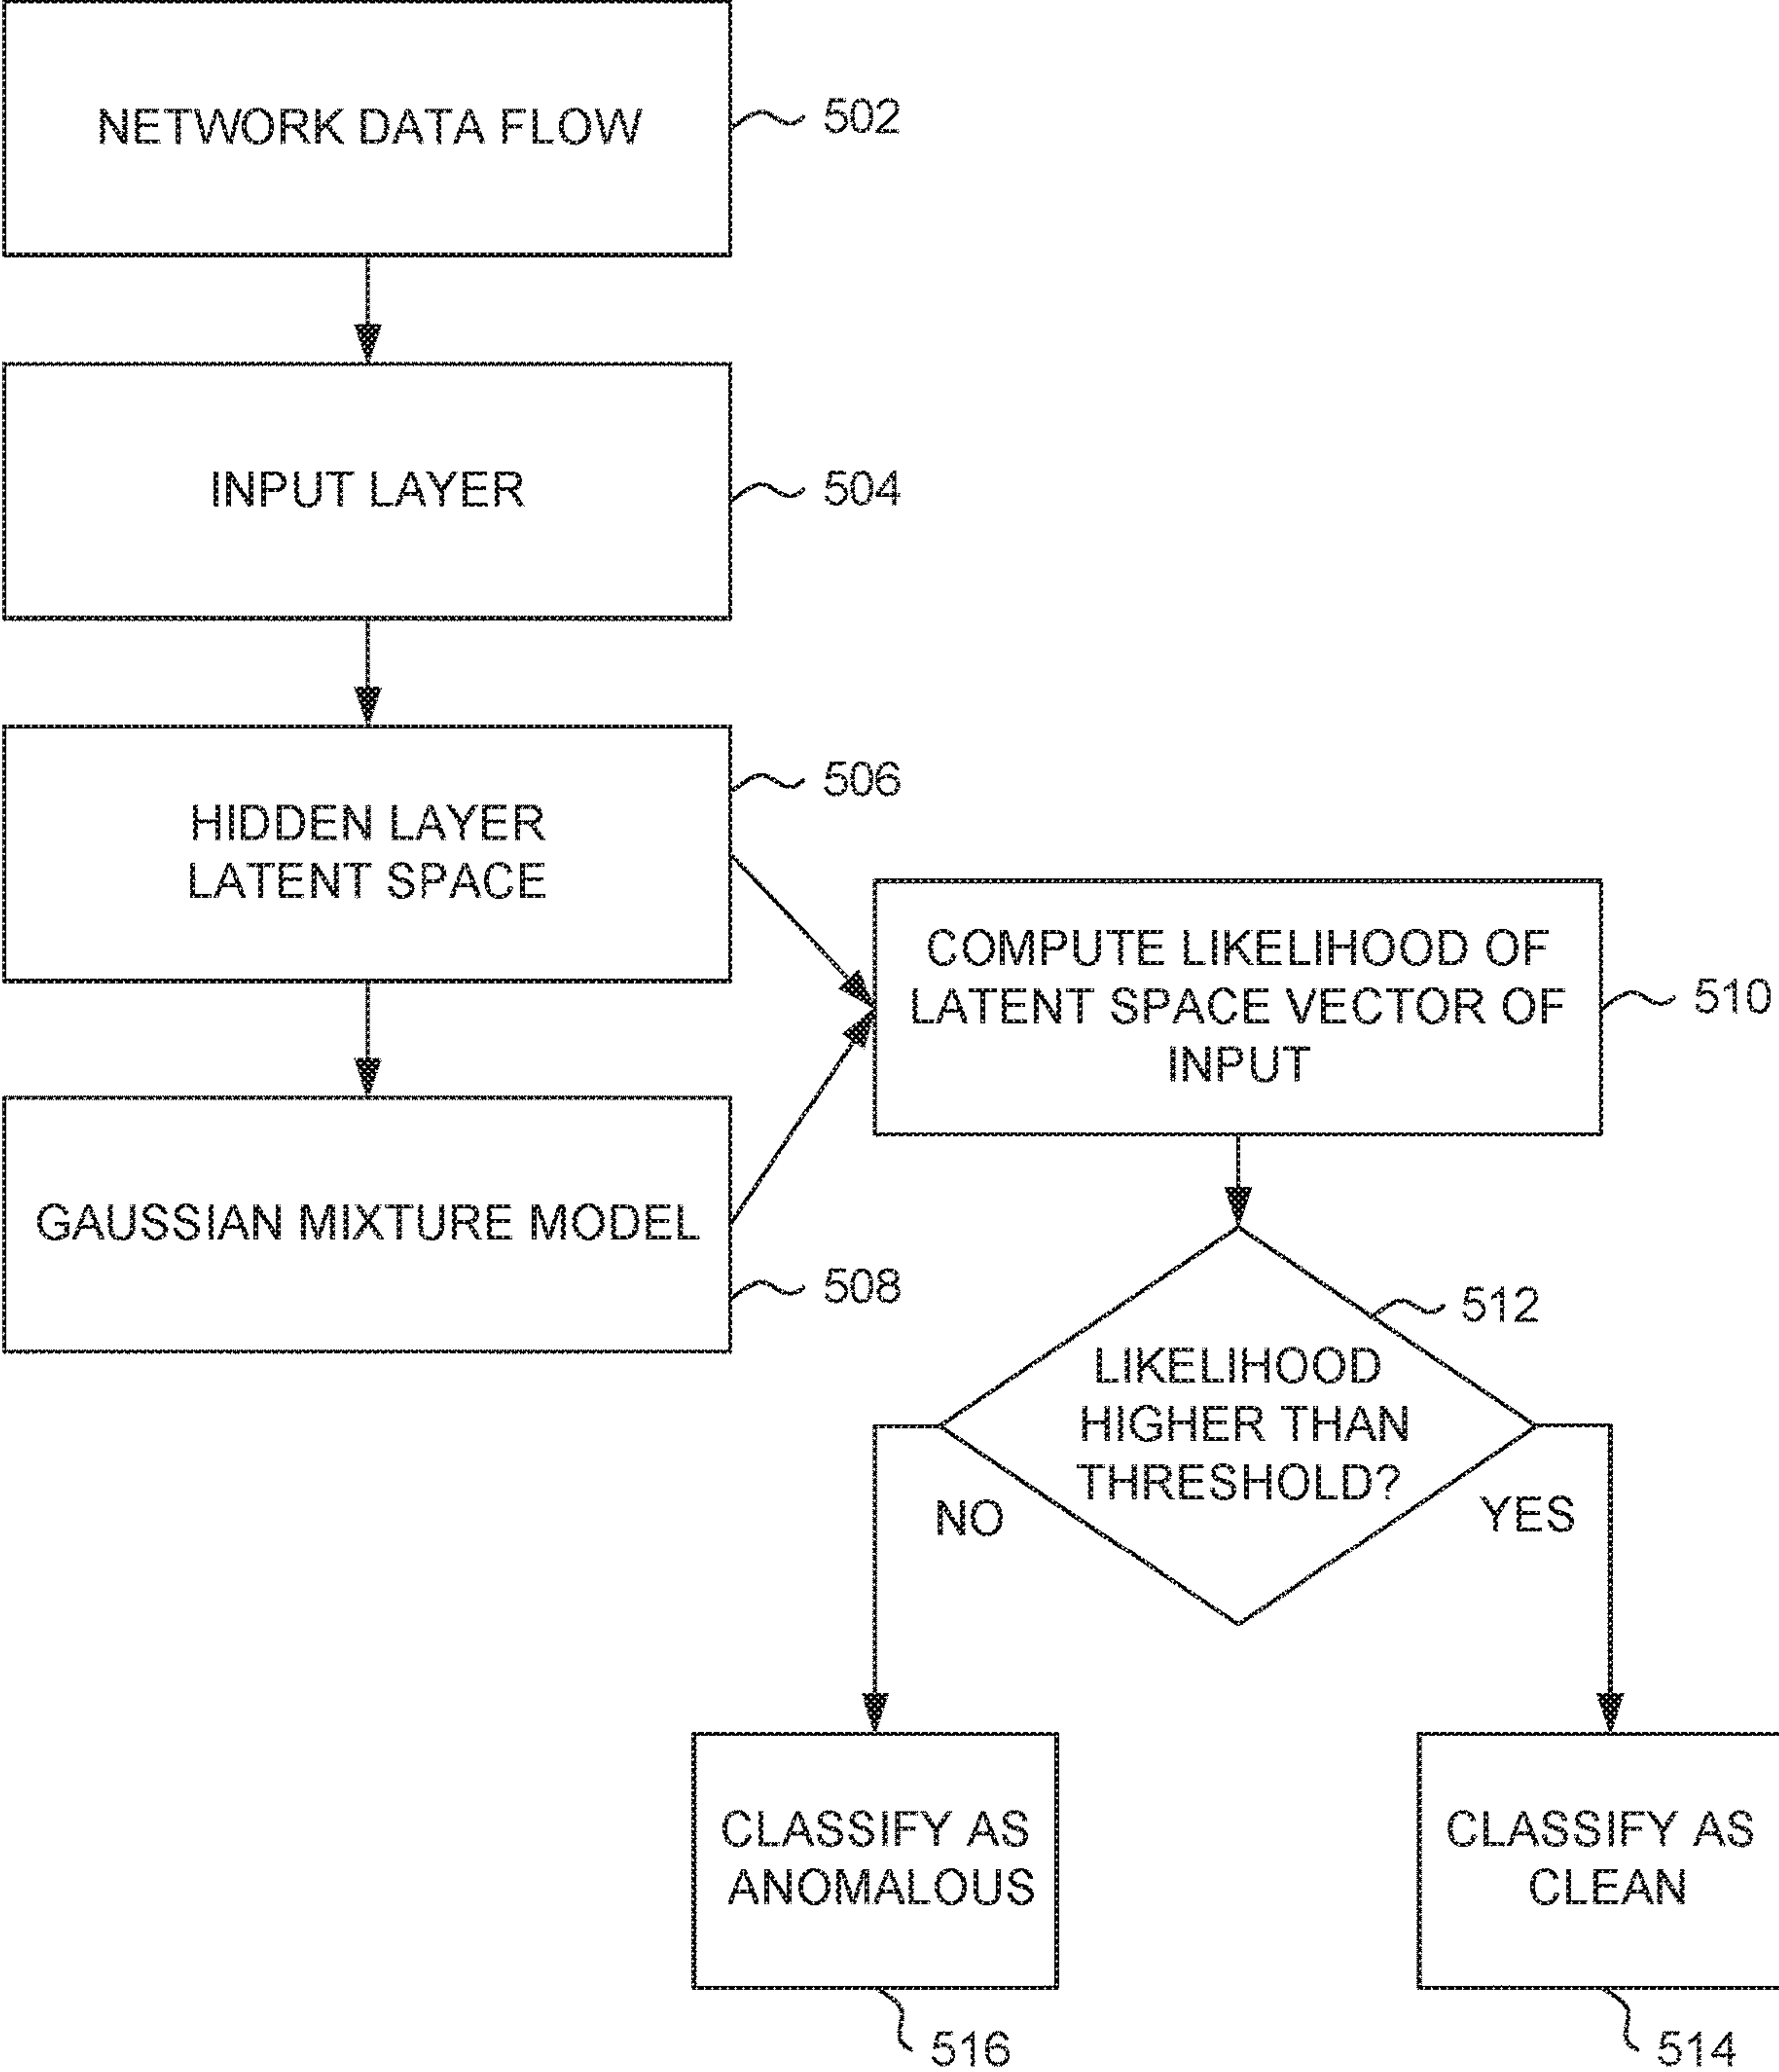 NETWORK DATA FLOW
502
INPUT LAYER
504
HIDDEN LAYER
LATENT SPACE
506
GAUSSIAN MIXTURE MODEL
508
COMPUTE LIKELIHOOD OF
LATENT SPACE VECTOR OF
INPUT
510
512
LIKELIHOOD
HIGHER THAN
THRESHOLD?
NO
YES
CLASSIFY AS
ANOMALOUS
516
CLASSIFY AS
CLEAN
514